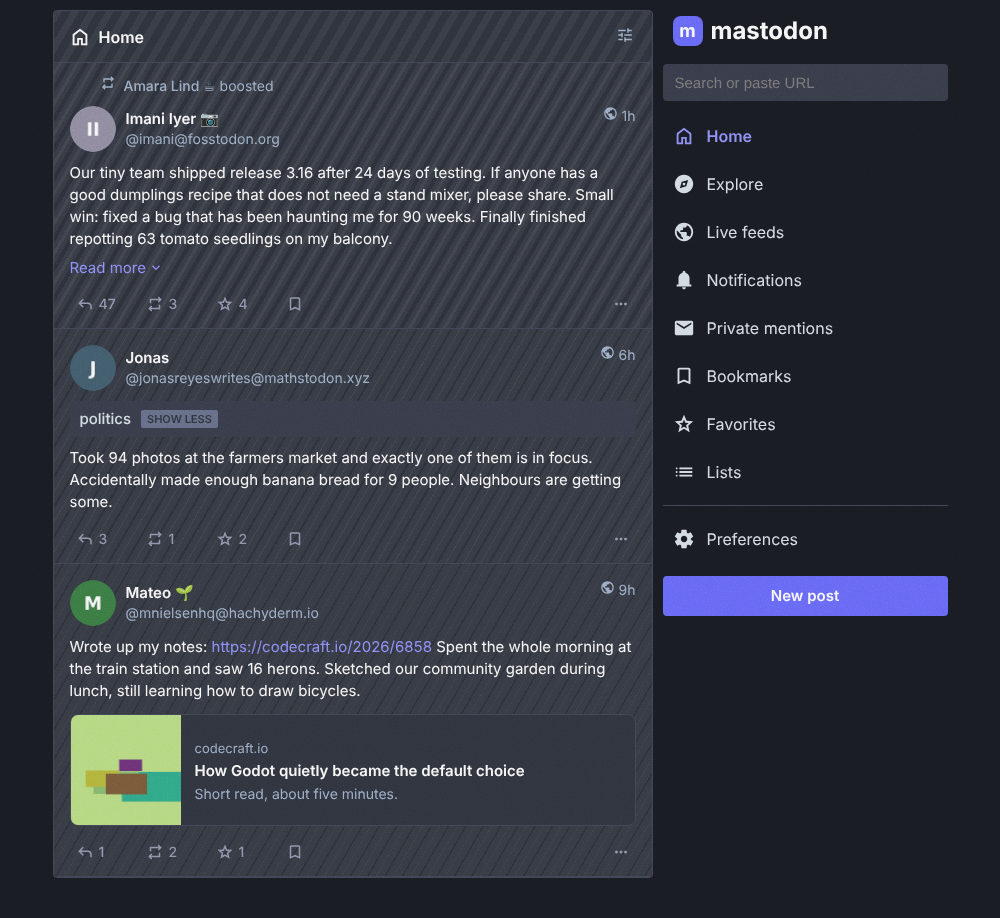 Home
Amara Lind ☕ boosted
II
Imani Iyer 📷
1h
@imani@fosstodon.org
Our tiny team shipped release 3.16 after 24 days of testing. If anyone has a
good dumplings recipe that does not need a stand mixer, please share. Small
win: fixed a bug that has been haunting me for 90 weeks. Finally finished
repotting 63 tomato seedlings on my balcony.
Read more
47 3 4
J
Jonas
6h
@jonasreyeswrites@mathstodon.xyz
politics SHOW LESS
Took 94 photos at the farmers market and exactly one of them is in focus.
Accidentally made enough banana bread for 9 people. Neighbours are getting
some.
3 1 2
M
Mateo 🌱
9h
@mnielsenhq@hachyderm.io
Wrote up my notes: https://codecraft.io/2026/6858 Spent the whole morning at
the train station and saw 16 herons. Sketched our community garden during
lunch, still learning how to draw bicycles.
codecraft.io
How Godot quietly became the default choice
Short read, about five minutes.
1 2 1
m mastodon
Search or paste URL
Home
Explore
Live feeds
Notifications
Private mentions
Bookmarks
Favorites
Lists
Preferences
New post